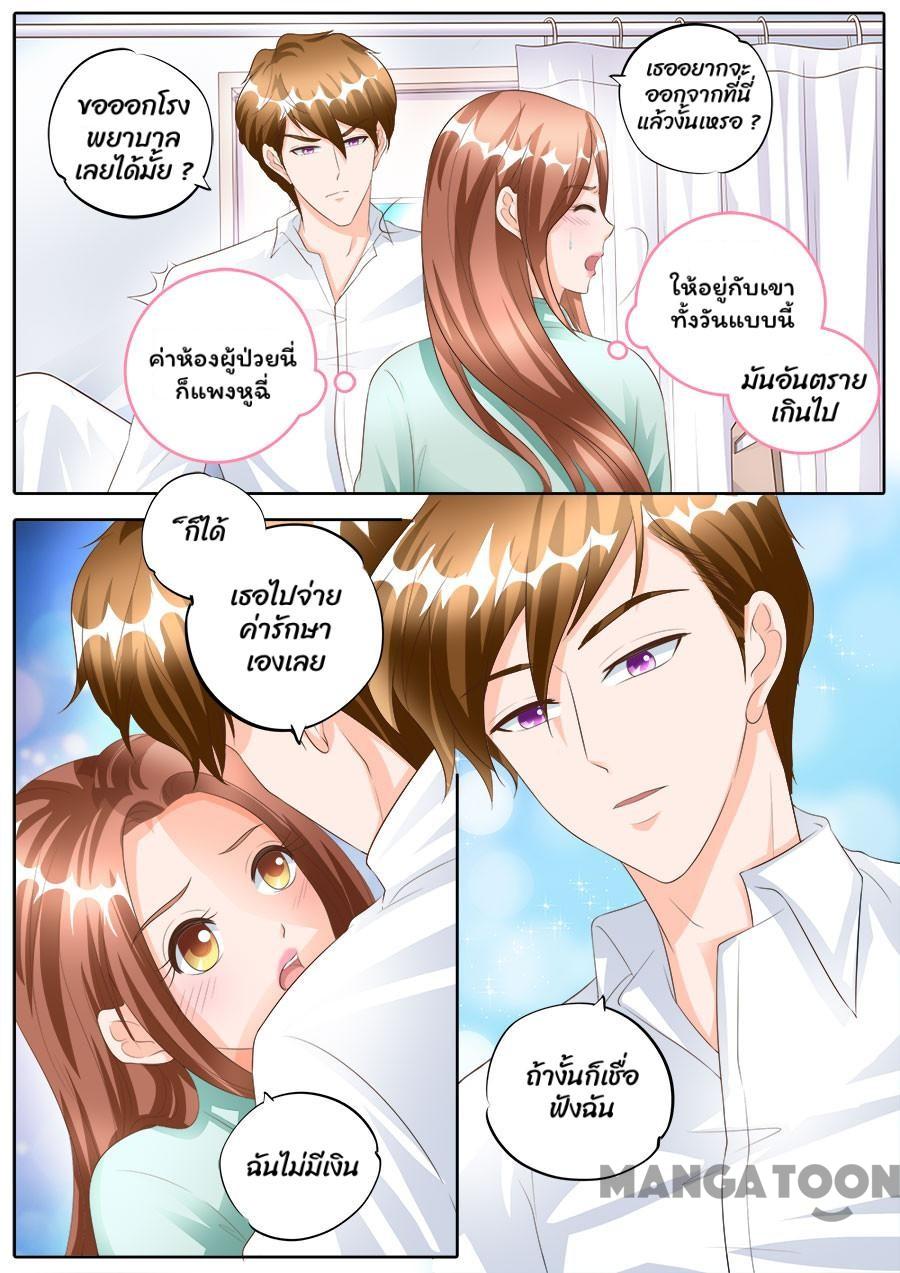 ขอออกโรง
พยาบาล
เลยได้มั้ย ?
เธออยากจะ
ออกจากที่นี่
แล้วงั้นเหรอ ?
ค่าห้องผู้ป่วยนี่
ก็แพงหูฉี่
ให้อยู่กับเขา
ทั้งวันแบบนี้
มันอันตราย
เกินไป
ก็ได้
เธอไปจ่าย
ค่ารักษา
เองเลย
ฉันไม่มีเงิน
ถ้างั้นก็เชื่อ
ฟังฉัน
MANGATOON